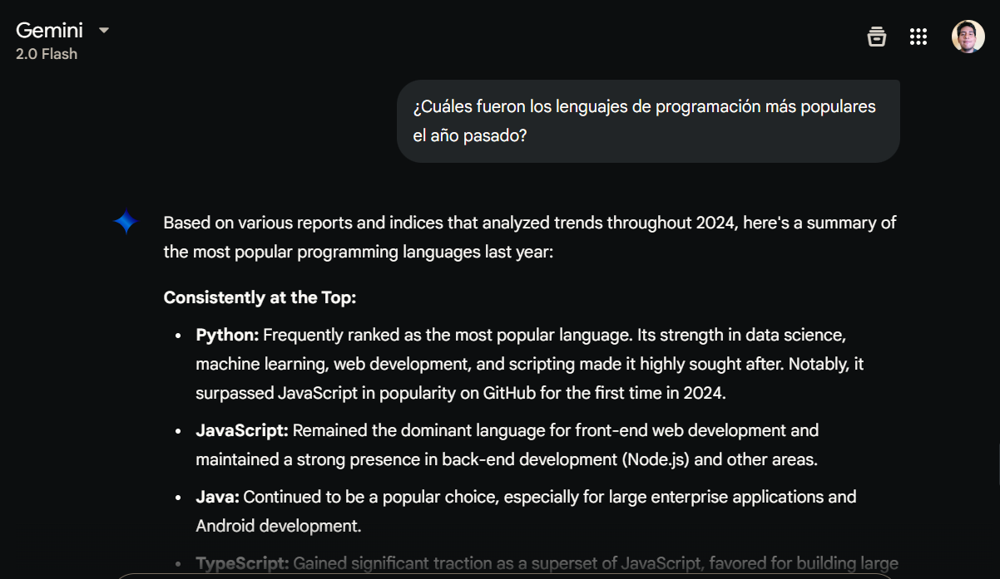 Gemini
2.0 Flash
¿Cuáles fueron los lenguajes de programación más populares
el año pasado?
Based on various reports and indices that analyzed trends throughout 2024, here's a summary of
the most popular programming languages last year:
Consistently at the Top:
• Python: Frequently ranked as the most popular language. Its strength in data science,
machine learning, web development, and scripting made it highly sought after. Notably, it
surpassed JavaScript in popularity on GitHub for the first time in 2024.
• JavaScript: Remained the dominant language for front-end web development and
maintained a strong presence in back-end development (Node.js) and other areas.
• Java: Continued to be a popular choice, especially for large enterprise applications and
Android development.
• TypeScript: Gained significant traction as a superset of JavaScript, favored for building large